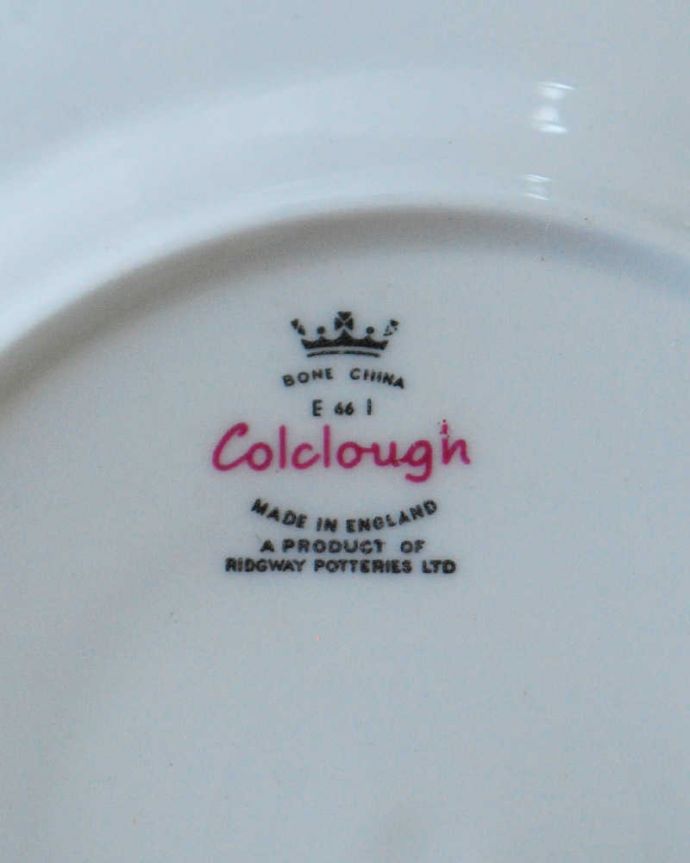 BONE CHINA
E 66 I
Colclough
MADE IN ENGLAND
A PRODUCT OF
RIDGWAY POTTERIES LTD